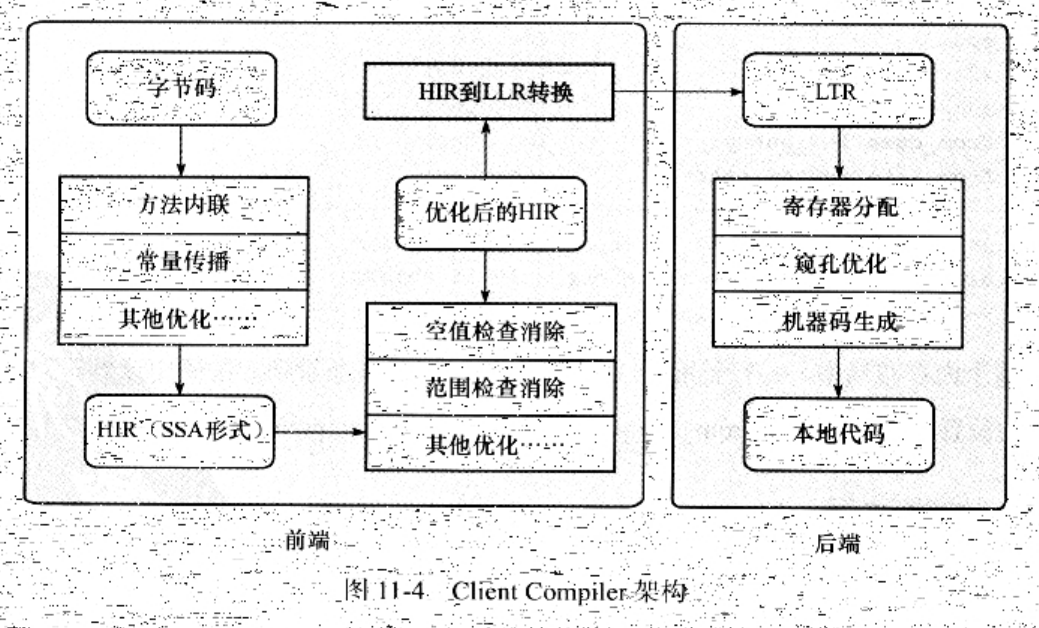 字节码
方法内联
常量传播
其他优化……
HIR（SSA形式）
HIR到LLR转换
优化后的HIR
空值检查消除
范围检查消除
其他优化……
前端
LTR
寄存器分配
窥孔优化
机器码生成
本地代码
后端
图 11-4 Client Compiler 架构